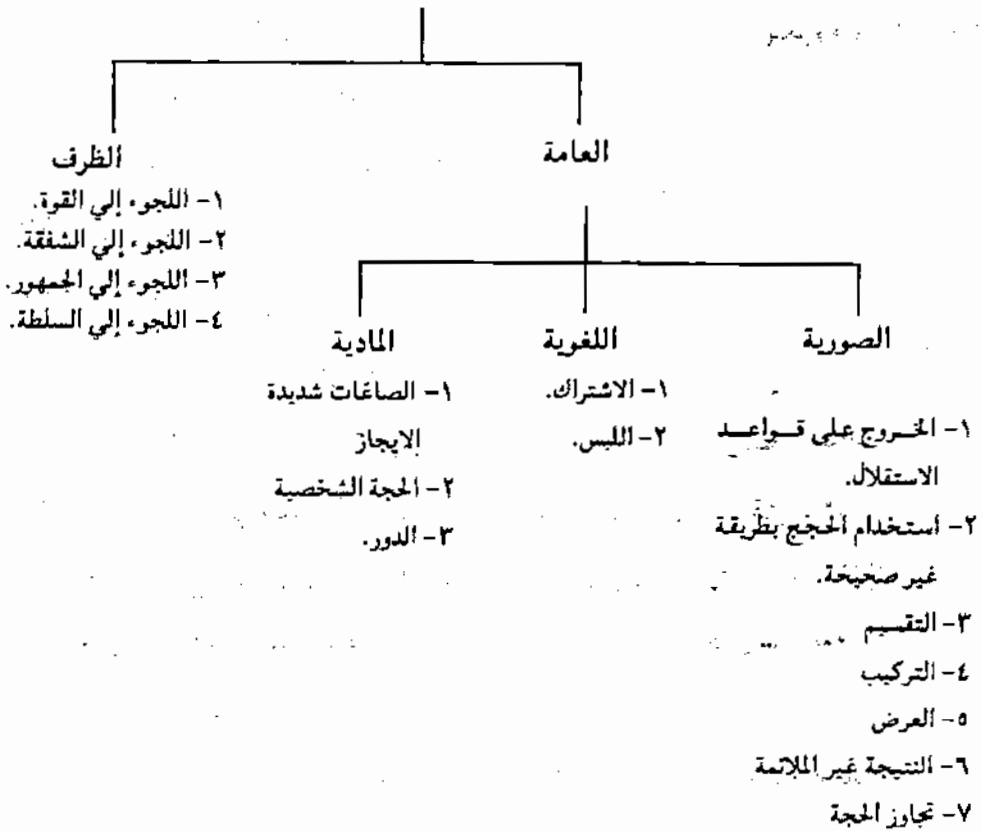 العامة
الظرف
١- اللجوء إلي القوة.
٢- اللجوء إلي الشفقة.
٣- اللجوء إلي الجمهور.
٤- اللجوء إلي السلطة.
الصورية
١- الخروج على قواعد
الاستقلال.
٢- استخدام الحجج بطريقة
غير صحيحة.
٣- التقسيم
٤- التركيب
٥- العرض
٦- النتيجة غير الملائمة
٧- تجاوز الحجة
اللغوية
١- الاشتراك.
٢- اللبس.
المادية
١- الصاغات شديدة
الايجاز
٢- الحجة الشخصية
٣- الدور.